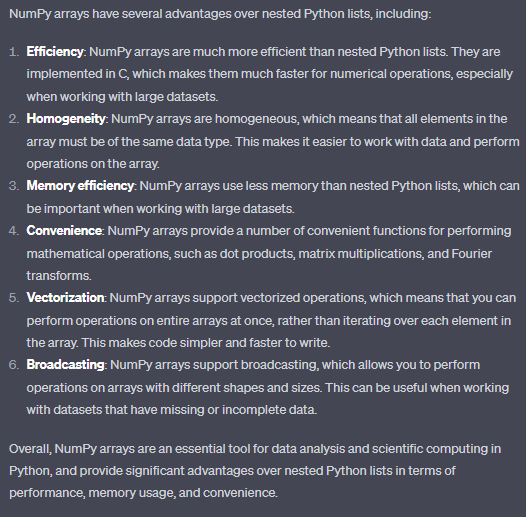 NumPy arrays have several advantages over nested Python lists, including:
1. Efficiency: NumPy arrays are much more efficient than nested Python lists. They are
implemented in C, which makes them much faster for numerical operations, especially
when working with large datasets.
2. Homogeneity: NumPy arrays are homogeneous, which means that all elements in the
array must be of the same data type. This makes it easier to work with data and perform
operations on the array.
3. Memory efficiency: NumPy arrays use less memory than nested Python lists, which can
be important when working with large datasets.
4. Convenience: NumPy arrays provide a number of convenient functions for performing
mathematical operations, such as dot products, matrix multiplications, and Fourier
transforms.
5. Vectorization: NumPy arrays support vectorized operations, which means that you can
perform operations on entire arrays at once, rather than iterating over each element in
the array. This makes code simpler and faster to write.
6. Broadcasting: NumPy arrays support broadcasting, which allows you to perform
operations on arrays with different shapes and sizes. This can be useful when working
with datasets that have missing or incomplete data.
Overall, NumPy arrays are an essential tool for data analysis and scientific computing in
Python, and provide significant advantages over nested Python lists in terms of
performance, memory usage, and convenience.